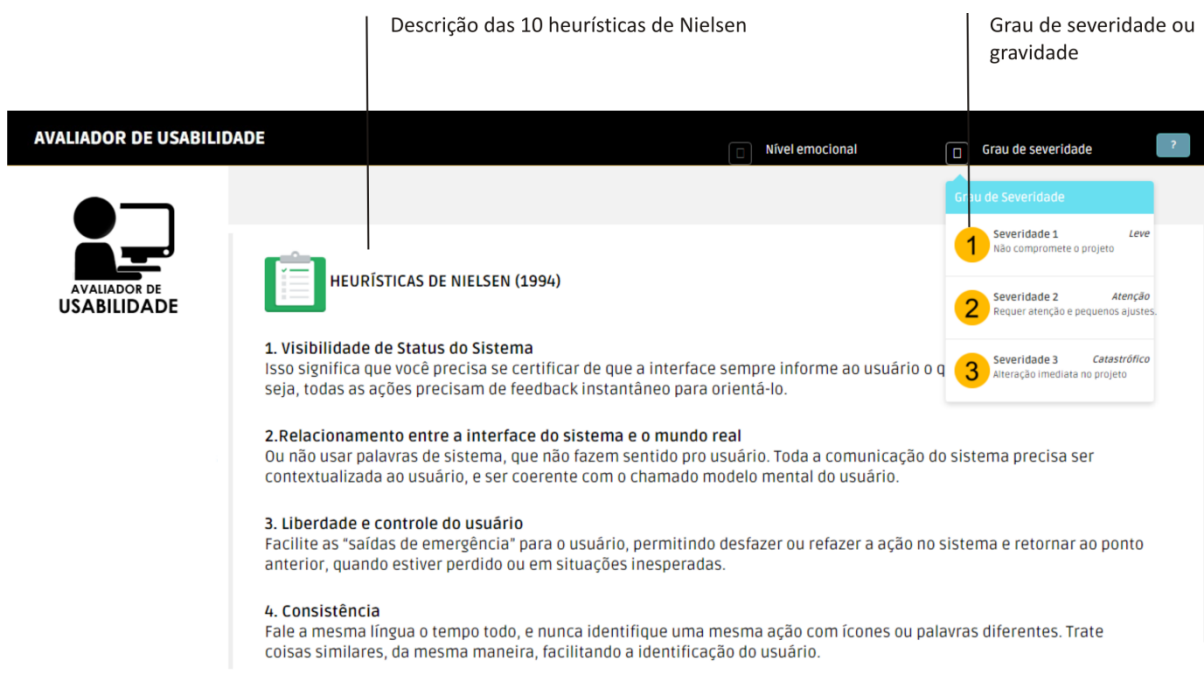 Descrição das 10 heurísticas de Nielsen
Grau de severidade ou
gravidade
AVALIADOR DE USABILIDADE
Nível emocional
Grau de severidade
?
AVALIADOR DE
USABILIDADE
Grau de Severidade
1
Severidade 1 Leve
Não compromete o projeto
2
Severidade 2 Atenção
Requer atenção e pequenos ajustes.
3
Severidade 3 Catastrófico
Alteração imediata no projeto
HEURÍSTICAS DE NIELSEN (1994)
1. Visibilidade de Status do Sistema
Isso significa que você precisa se certificar de que a interface sempre informe ao usuário o
seja, todas as ações precisam de feedback instantâneo para orientá-lo.
2.Relacionamento entre a interface do sistema e o mundo real
Ou não usar palavras de sistema, que não fazem sentido pro usuário. Toda a comunicação do sistema precisa ser
contextualizada ao usuário, e ser coerente com o chamado modelo mental do usuário.
3. Liberdade e controle do usuário
Facilite as “saídas de emergência” para o usuário, permitindo desfazer ou refazer a ação no sistema e retornar ao ponto
anterior, quando estiver perdido ou em situações inesperadas.
4. Consistência
Fale a mesma língua o tempo todo, e nunca identifique uma mesma ação com ícones ou palavras diferentes. Trate
coisas similares, da mesma maneira, facilitando a identificação do usuário.